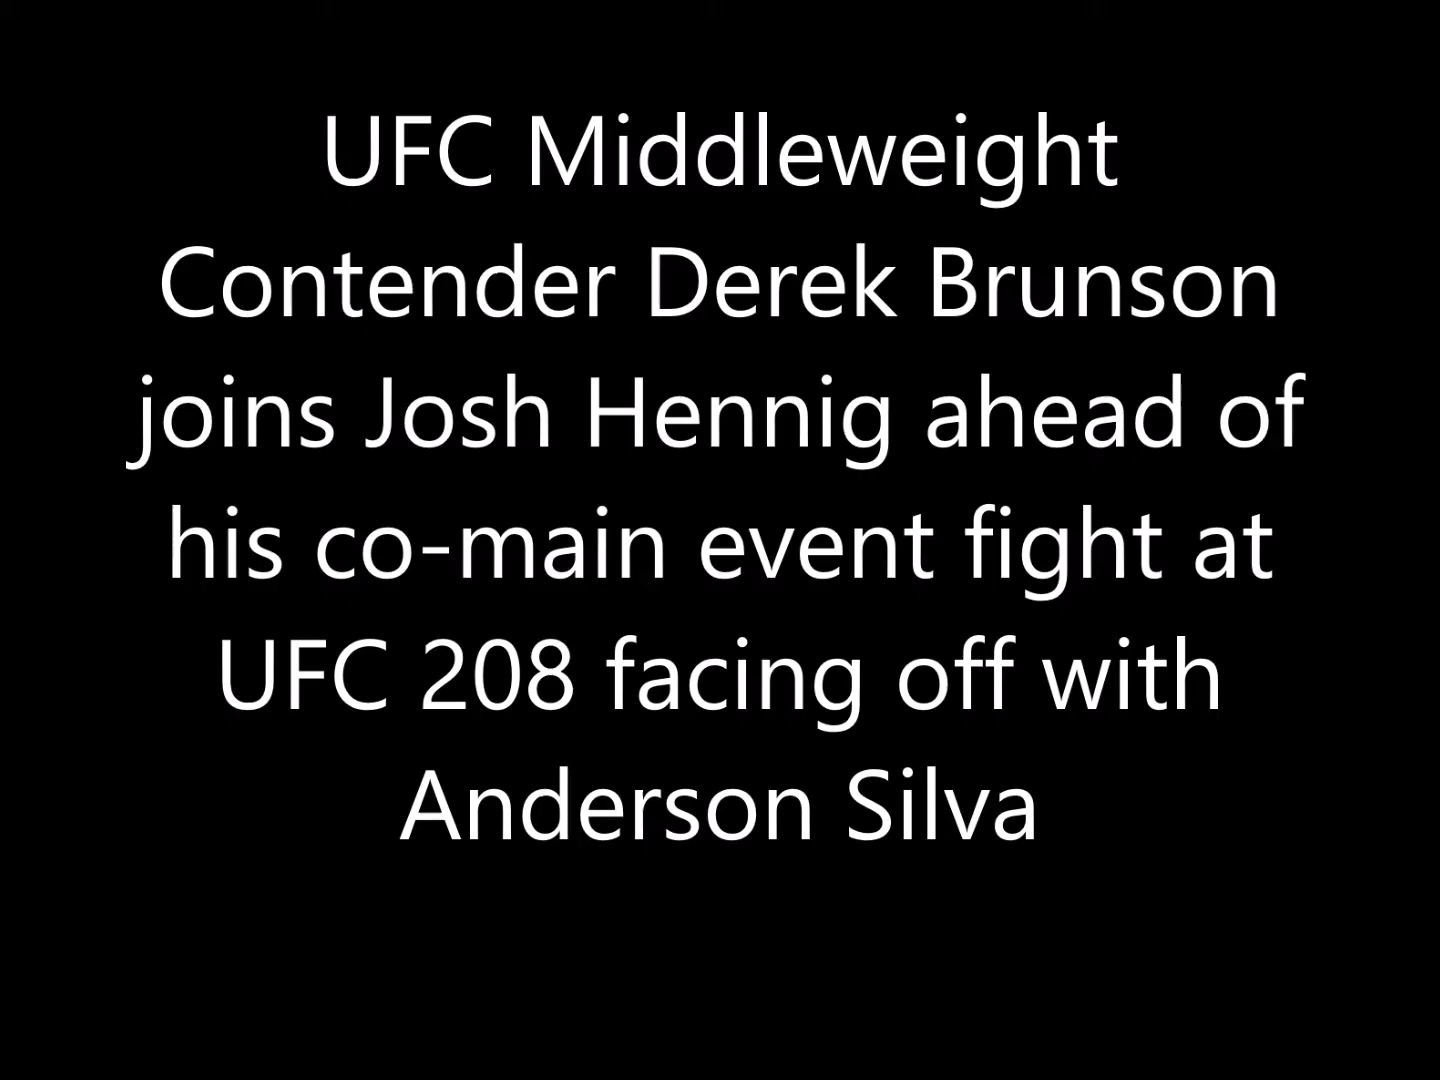 UFC Middleweight
Contender Derek Brunson
joins Josh Hennig ahead of
his co-main event fight at
UFC 208 facing off with
Anderson Silva